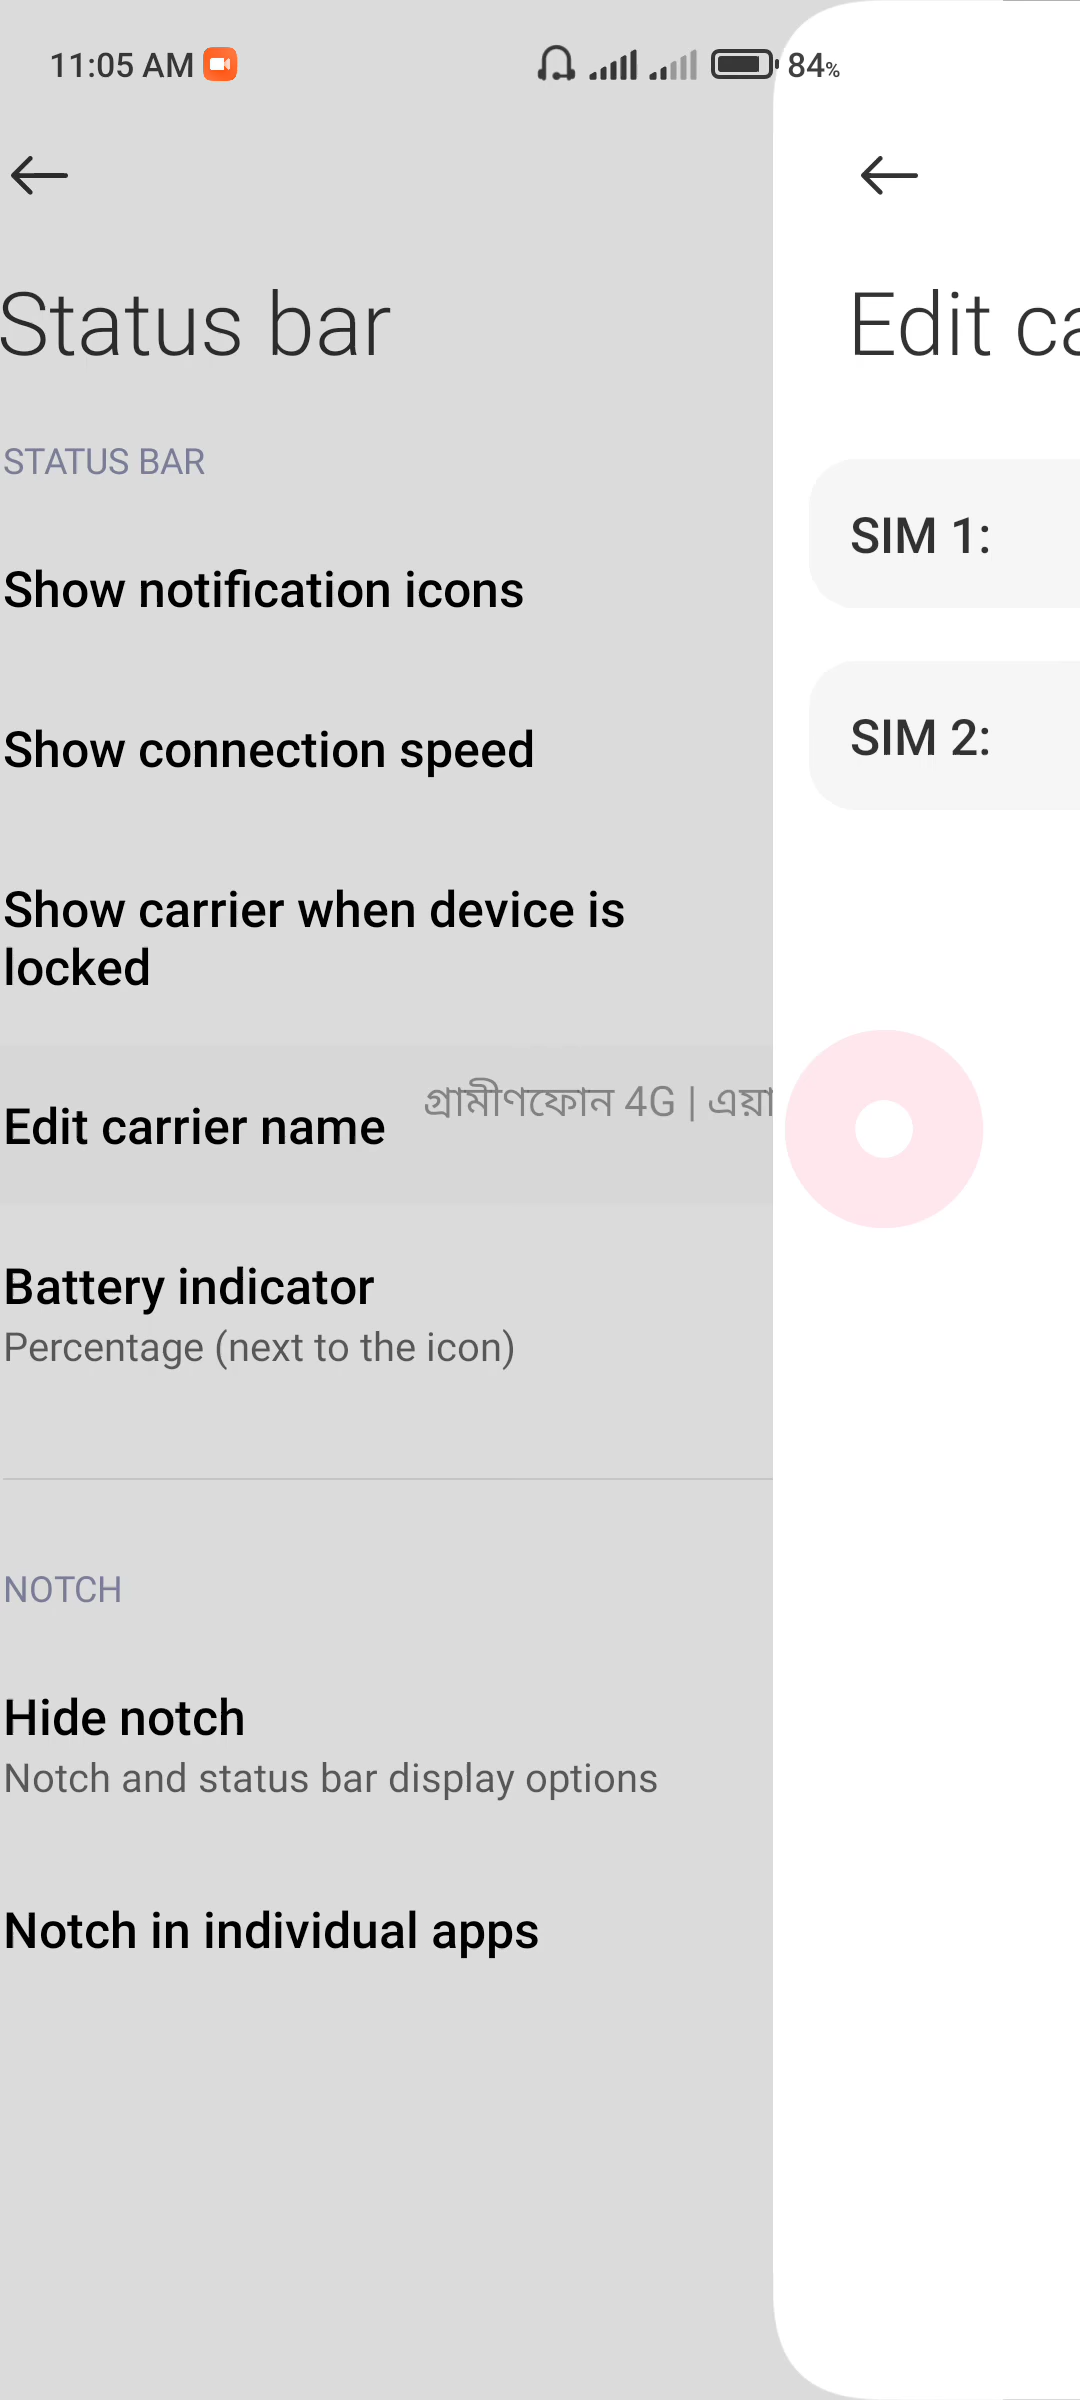 11:05 AM 84%
Status bar
STATUS BAR
Show notification icons
Show connection speed
Show carrier when device is
locked
Edit carrier name
গ্রামীণফোন 4G |
Battery indicator
Percentage (next to the icon)
NOTCH
Hide notch
Notch and status bar display options
Notch in individual apps
Edit
SIM 1:
SIM 2: